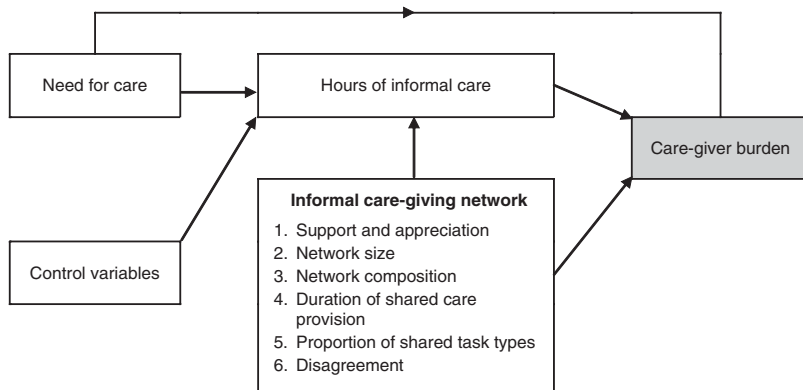 Need for care
Hours of informal care
Care-giver burden
Informal care-giving network
1. Support and appreciation
2. Network size
3. Network composition
4. Duration of shared care
provision
5. Proportion of shared task types
6. Disagreement
Control variables